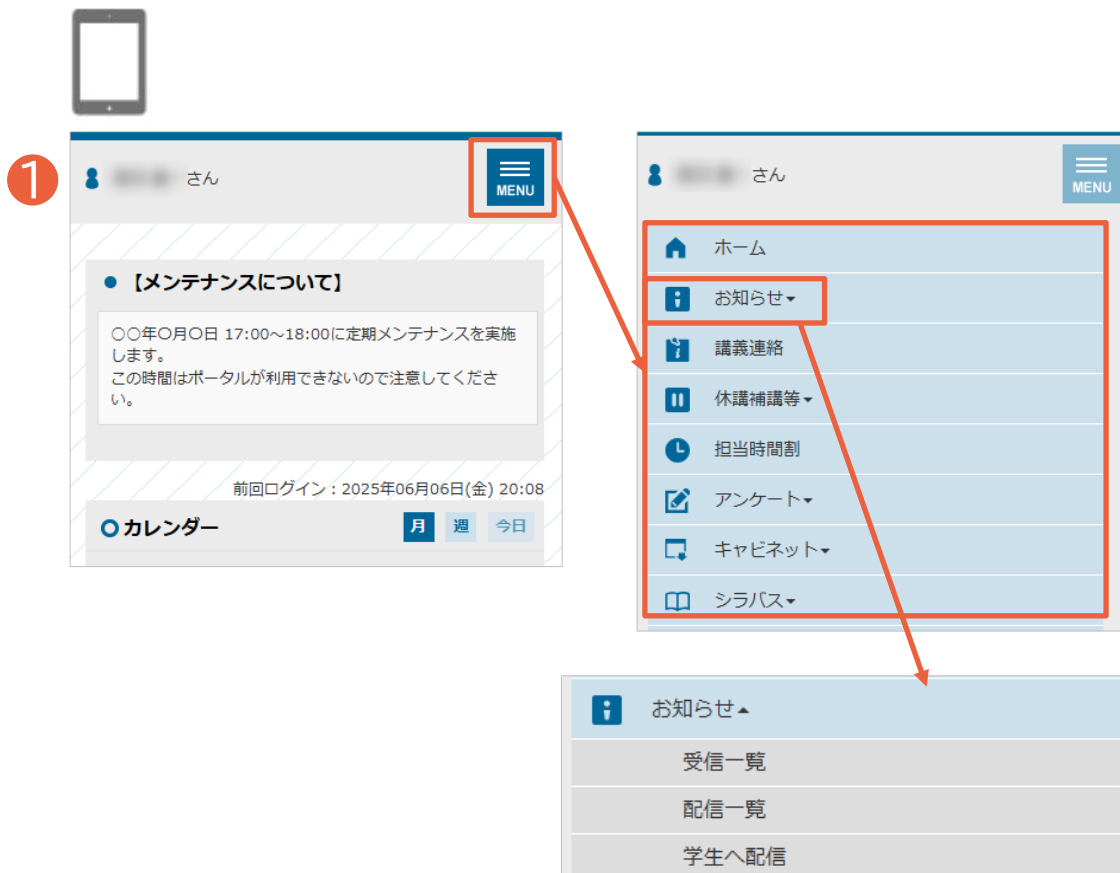 1
さん
MENU
【メンテナンスについて】
〇〇年〇月〇日 17:00～18:00に定期メンテナンスを実施
します。
この時間はポータルが利用できないので注意してくださ
い。
前回ログイン：2025年06月06日(金) 20:08
カレンダー
月 週 今日
さん
MENU
ホーム
お知らせ▾
講義連絡
休講補講等▾
担当時間割
アンケート▾
キャビネット▾
シラバス▾
お知らせ▴
受信一覧
配信一覧
学生へ配信